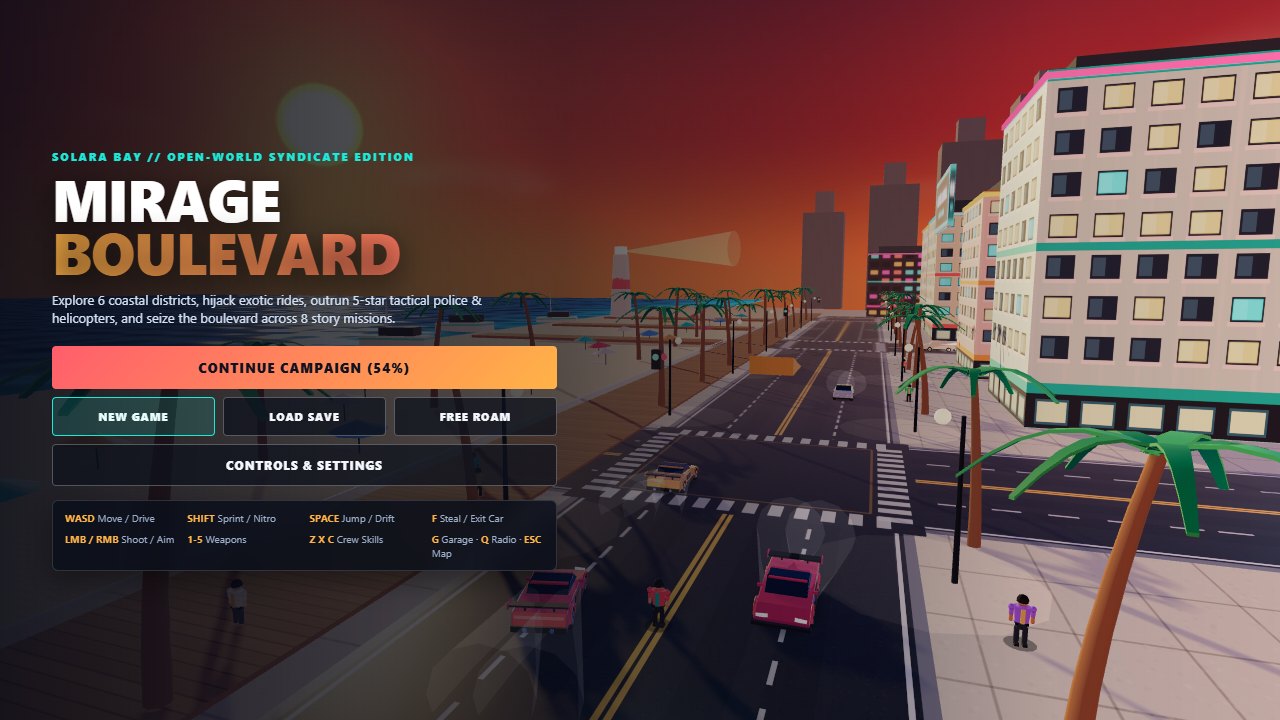 SOLARA BAY // OPEN-WORLD SYNDICATE EDITION
MIRAGE
BOULEVARD
Explore 6 coastal districts, hijack exotic rides, outrun 5-star tactical police &
helicopters, and seize the boulevard across 8 story missions.
CONTINUE CAMPAIGN (54%)
NEW GAME
LOAD SAVE
FREE ROAM
CONTROLS & SETTINGS
WASD Move / Drive
SHIFT Sprint / Nitro
SPACE Jump / Drift
F Steal / Exit Car
LMB / RMB Shoot / Aim
1-5 Weapons
Z X C Crew Skills
G Garage · Q Radio · ESC
Map